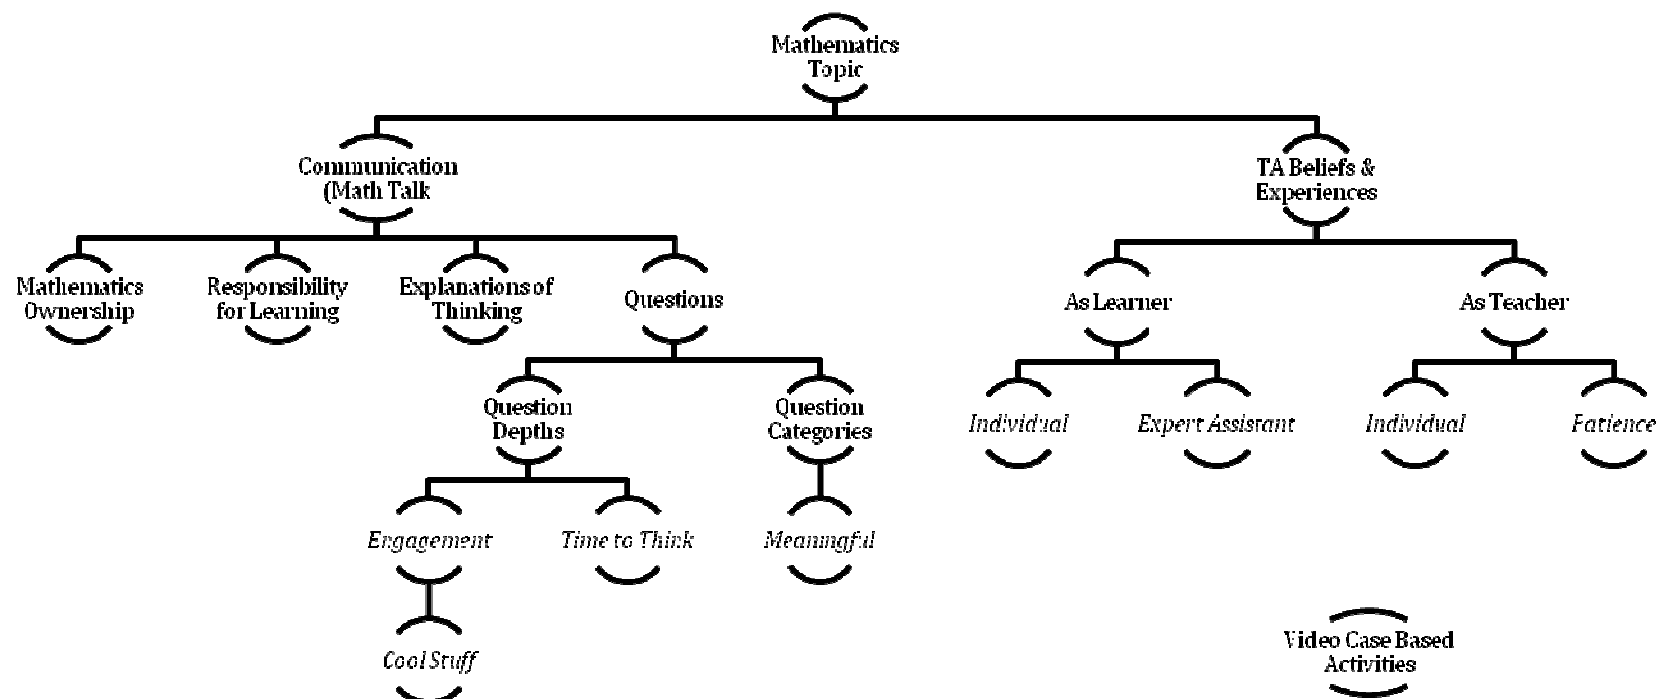 Mathematics
Topic
Communication
(Math Talk
TA Beliefs &
Experiences
Mathematics
Ownership
Responsibility
for Learning
Explanations of
Thinking
Questions
As Learner
As Teacher
Question
Depths
Question
Categories
Individual
Expert Assistant
Individual
Patience
Engagement
Time to Think
Meaningful
Cool Stuff
Video Case Based
Activities